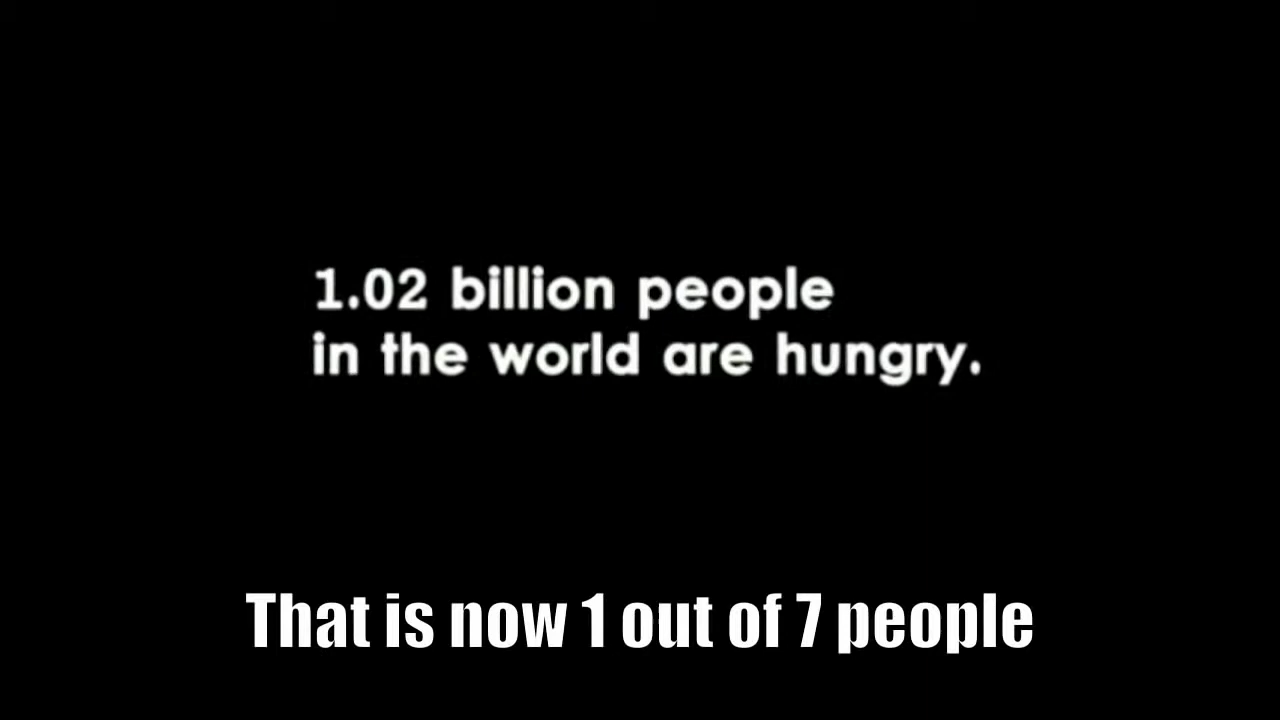 1.02 billion people
in the world are hungry.
That is now 1 out of 7 people